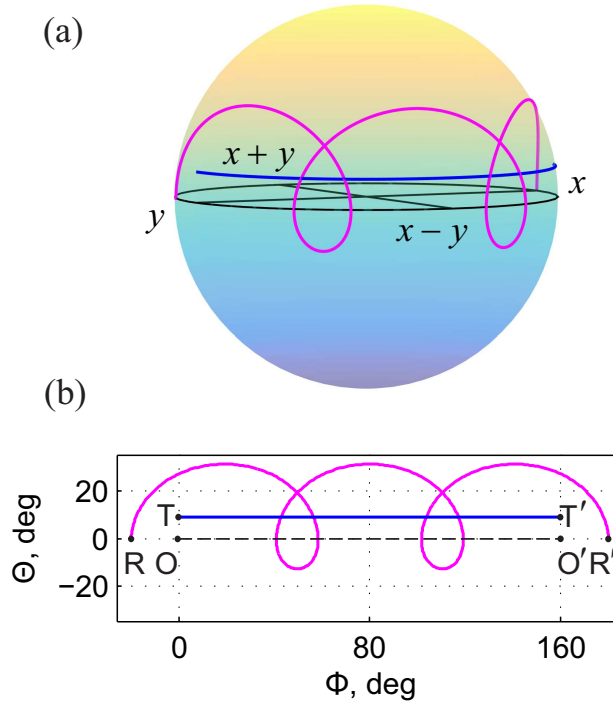 (a)
x + y
x
y
x − y
(b)
20
T T′
0
R O O′ R′
−20
Θ, deg
0 80 160
Φ, deg